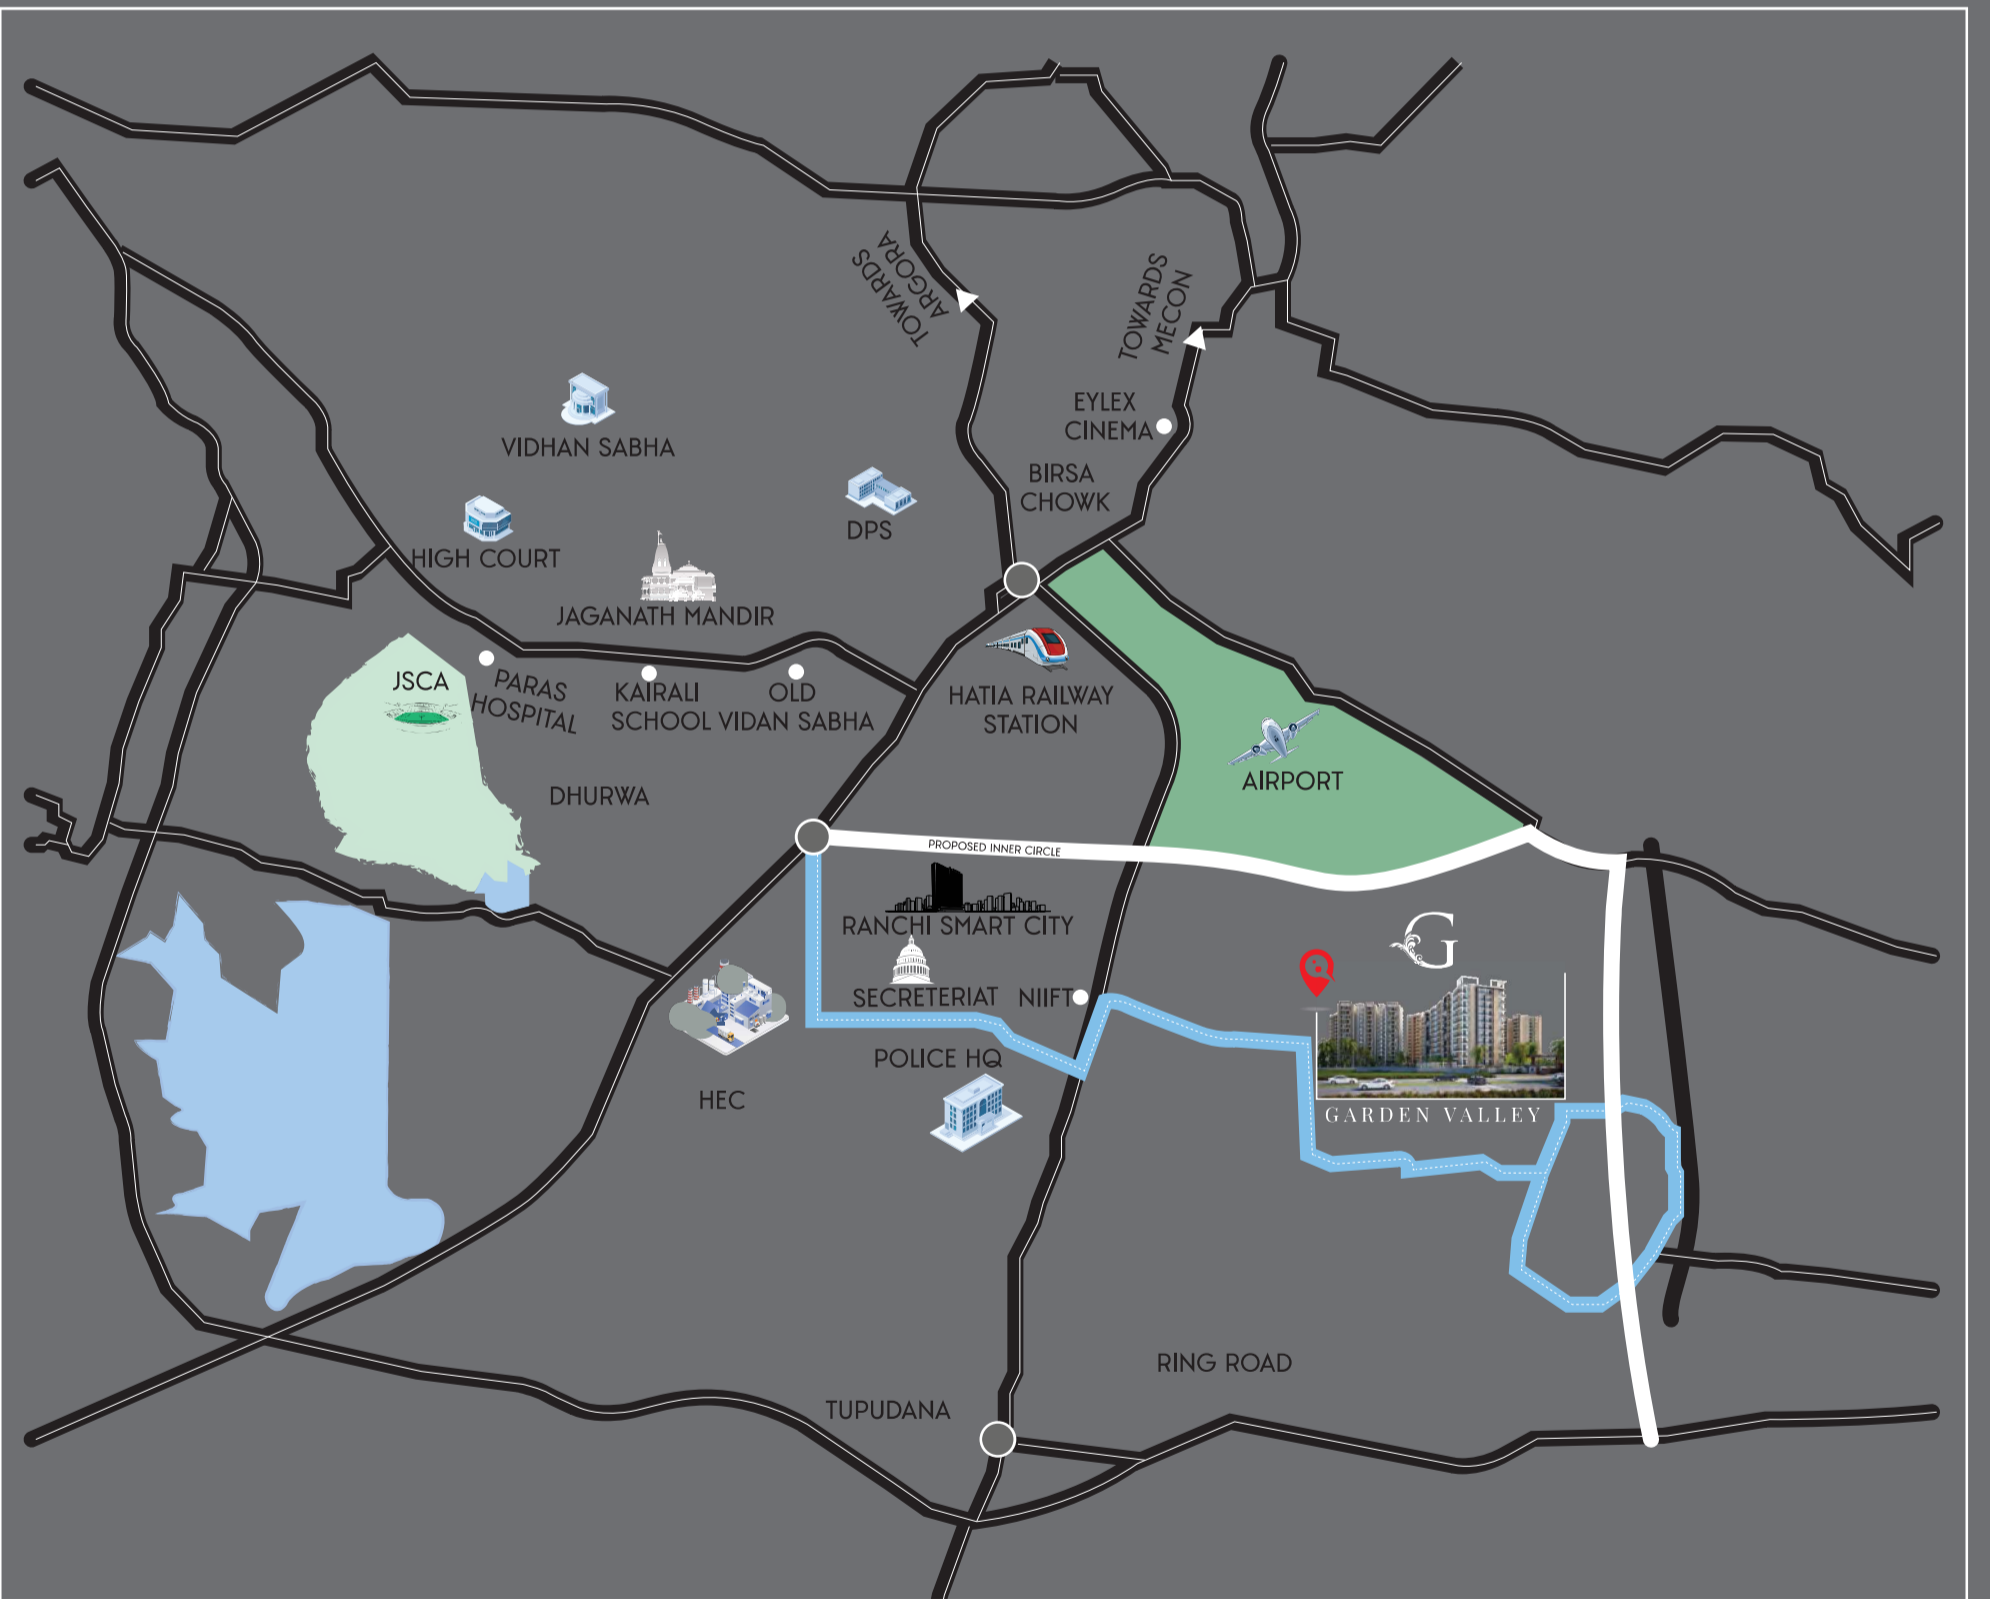 TOWARDS
ARGORA
TOWARDS
MECON
EYLEX
CINEMA
VIDHAN SABHA
BIRSA
CHOWK
DPS
HIGH COURT
JAGANATH MANDIR
JSCA
PARAS
HOSPITAL
KAIRALI
SCHOOL
OLD
VIDAN SABHA
HATIA RAILWAY
STATION
AIRPORT
DHURWA
PROPOSED INNER CIRCLE
RANCHI SMART CITY
G
SECRETERIAT
NIIFT
POLICE HQ
HEC
GARDEN VALLEY
RING ROAD
TUPUDANA